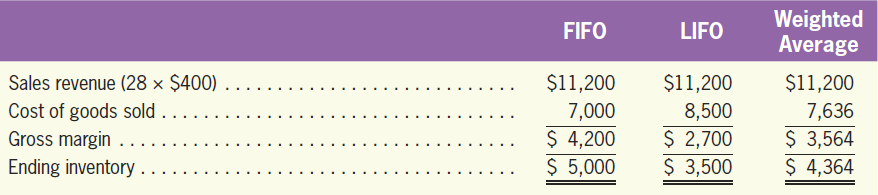 FIFO LIFO Weighted Average
Sales revenue (28 × $400) . . . . . . . . . . . . . . . . . . . . . . . . . . . . $11,200 $11,200 $11,200
Cost of goods sold . . . . . . . . . . . . . . . . . . . . . . . . . . . . . . . . . . 7,000 8,500 7,636
Gross margin . . . . . . . . . . . . . . . . . . . . . . . . . . . . . . . . . . . . . . $ 4,200 $ 2,700 $ 3,564
Ending inventory . . . . . . . . . . . . . . . . . . . . . . . . . . . . . . . . . . . . $ 5,000 $ 3,500 $ 4,364